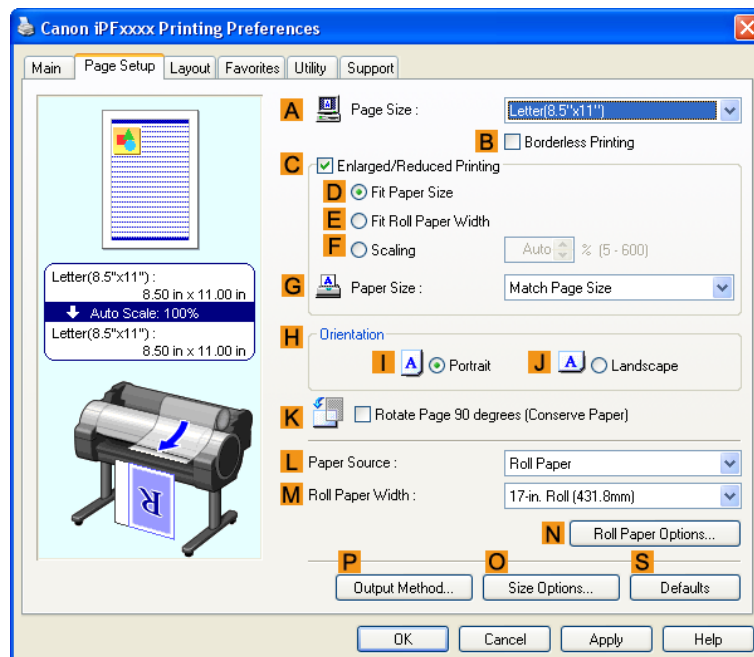 Canon iPFxxxx Printing Preferences
Main Page Setup Layout Favorites Utility Support
A Page Size : Letter(8.5"x11")
B Borderless Printing
C Enlarged/Reduced Printing
D Fit Paper Size
E Fit Roll Paper Width
F Scaling Auto % (5 - 600)
G Paper Size : Match Page Size
Letter(8.5"x11") :
8.50 in x 11.00 in
Auto Scale: 100%
Letter(8.5"x11") :
8.50 in x 11.00 in
H Orientation
I A Portrait J A Landscape
K Rotate Page 90 degrees (Conserve Paper)
L Paper Source : Roll Paper
M Roll Paper Width : 17-in. Roll (431.8mm)
N Roll Paper Options...
R
P O S
Output Method... Size Options... Defaults
OK Cancel Apply Help